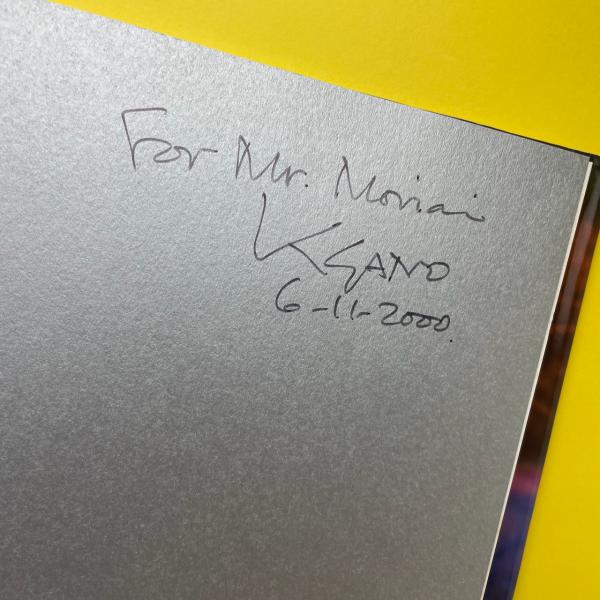 For Mr. Moriai
K SANO
6-11-2000.